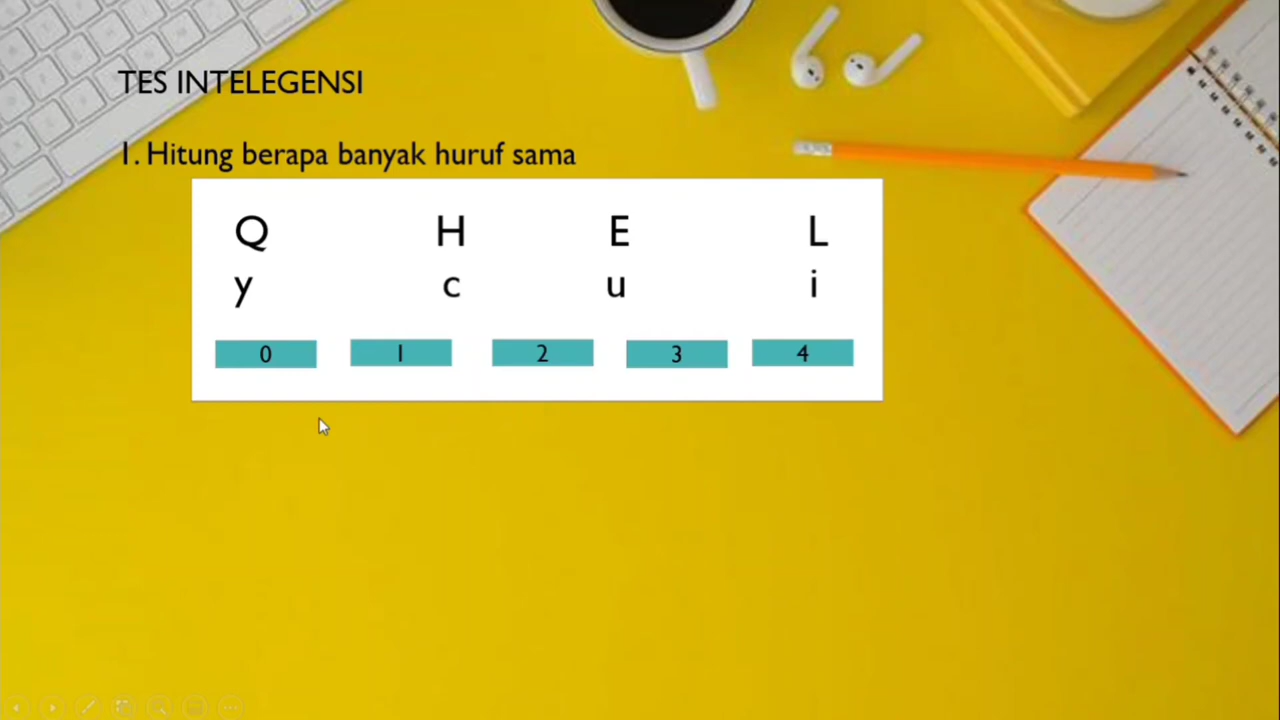 TES INTELEGENSI
1. Hitung berapa banyak huruf sama
Q H E L
y c u i
0 1 2 3 4